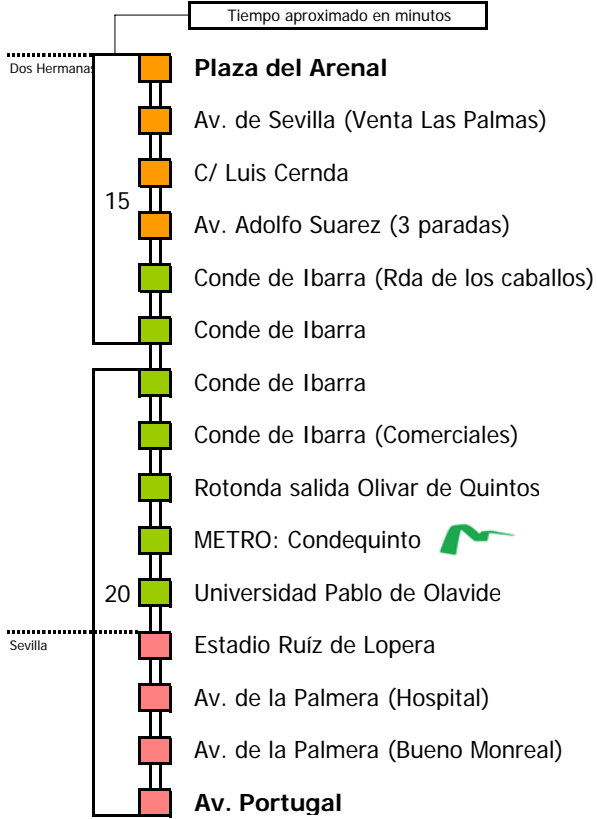 Tiempo aproximado en minutos
Dos Hermanas
Plaza del Arenal
Av. de Sevilla (Venta Las Palmas)
C/ Luis Cernda
15
Av. Adolfo Suarez (3 paradas)
Conde de Ibarra (Rda de los caballos)
Conde de Ibarra
Conde de Ibarra
Conde de Ibarra (Comerciales)
Rotonda salida Olivar de Quintos
METRO: Condequinto
20
Universidad Pablo de Olavide
Sevilla
Estadio Ruíz de Lopera
Av. de la Palmera (Hospital)
Av. de la Palmera (Bueno Monreal)
Av. Portugal